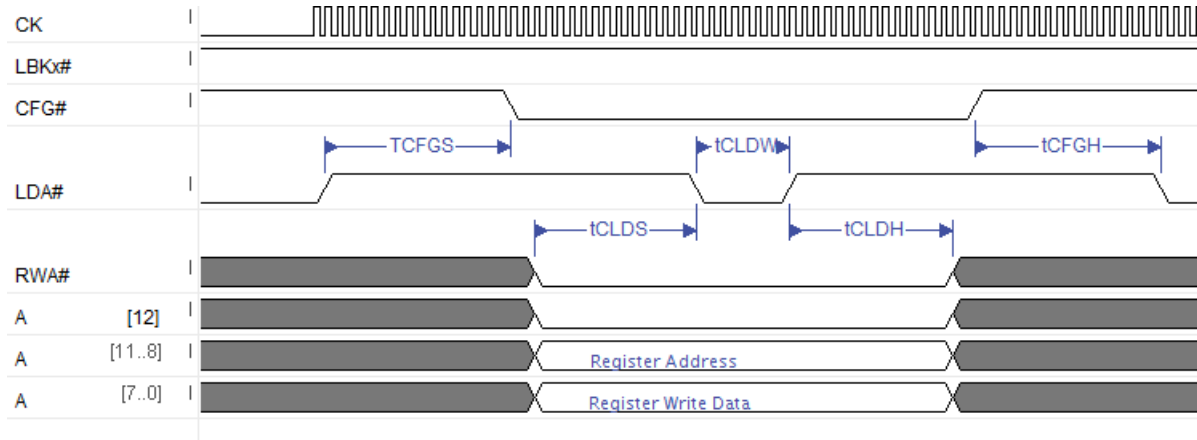 CK
LBKx#
CFG#
TCFGS tCLDW tCFGH
LDA#
tCLDS tCLDH
RWA#
A [12]
A [11..8] Register Address
A [7..0] Register Write Data